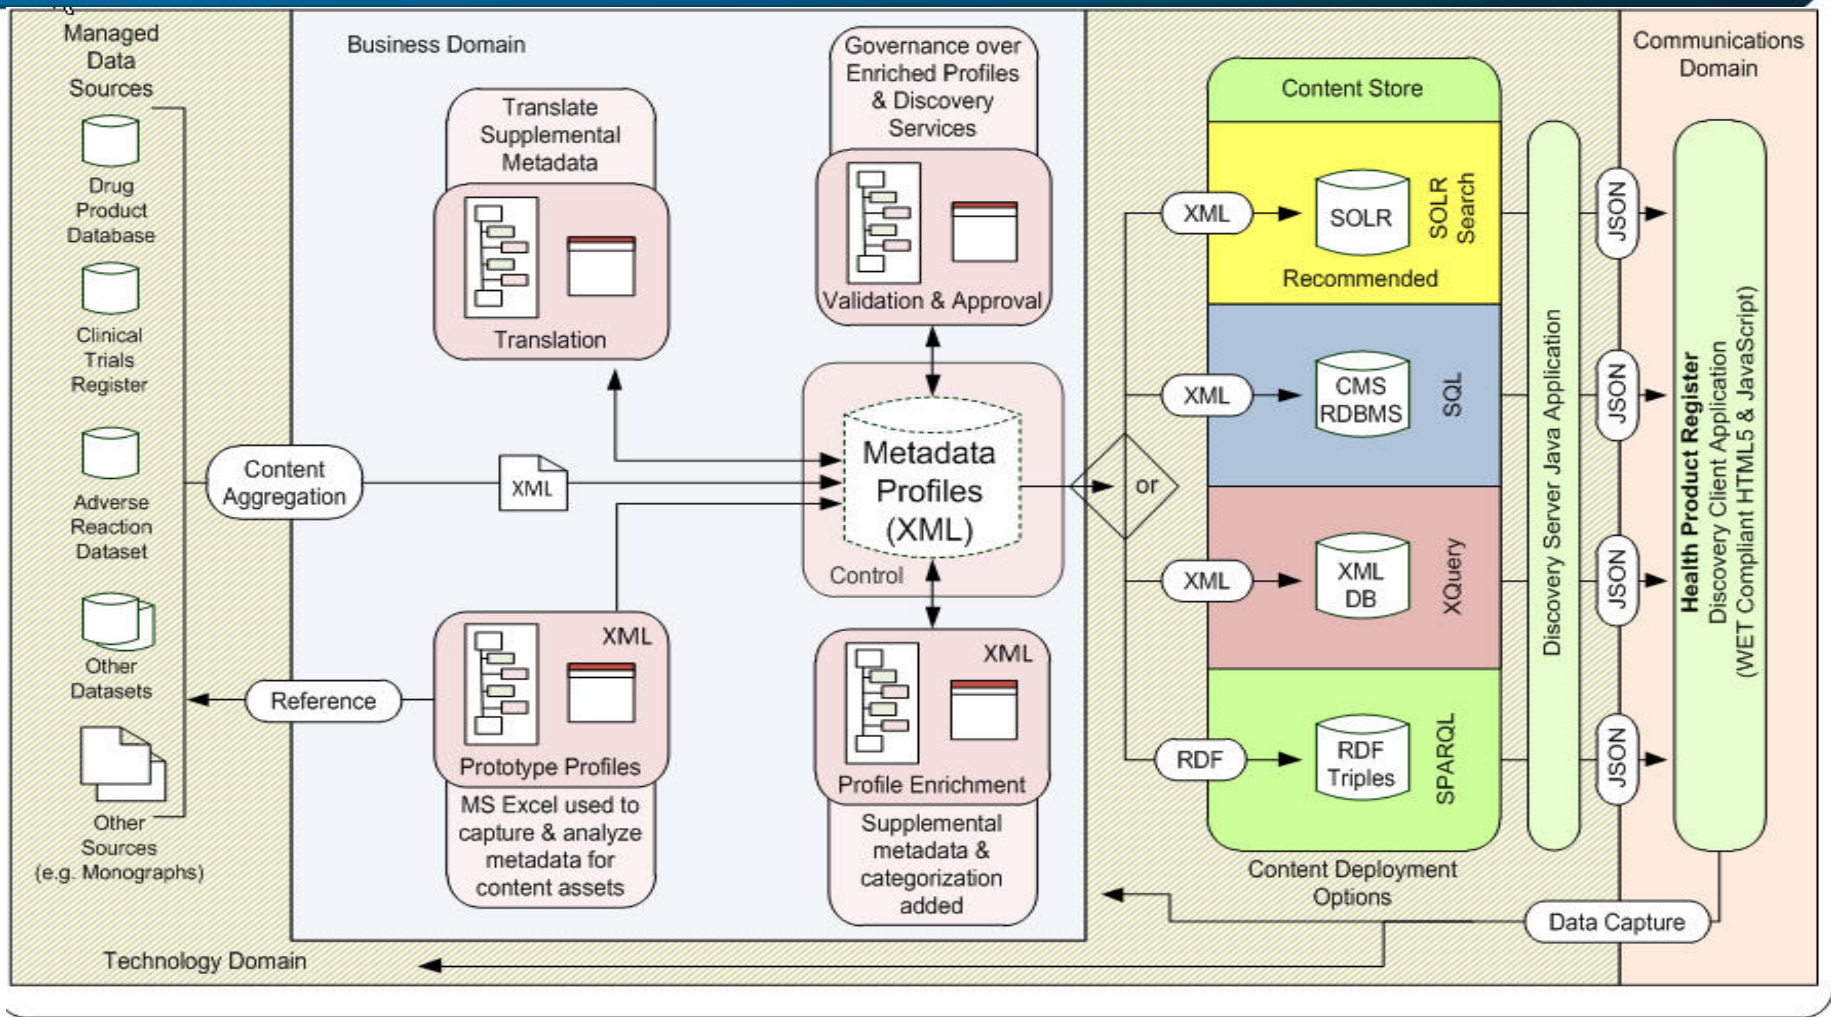 Managed
Data
Sources
Drug
Product
Database
Clinical
Trials
Register
Adverse
Reaction
Dataset
Other
Datasets
Other
Sources
(e.g. Monographs)
Technology Domain
Content
Aggregation
Reference
Business Domain
Translate
Supplemental
Metadata
Translation
XML
XML
Prototype Profiles
MS Excel used to
capture & analyze
metadata for
content assets
Governance over
Enriched Profiles
& Discovery
Services
Validation & Approval
Metadata
Profiles
(XML)
Control
XML
Profile Enrichment
Supplemental
metadata &
categorization
added
or
XML
XML
XML
RDF
Content Store
SOLR
SOLR
Search
Recommended
CMS
RDBMS
SQL
XML
DB
XQuery
RDF
Triples
SPARQL
Content Deployment
Options
Discovery Server Java Application
JSON
JSON
JSON
JSON
Communications
Domain
Health Product Register
Discovery Client Application
(WET Compliant HTML5 & JavaScript)
Data Capture